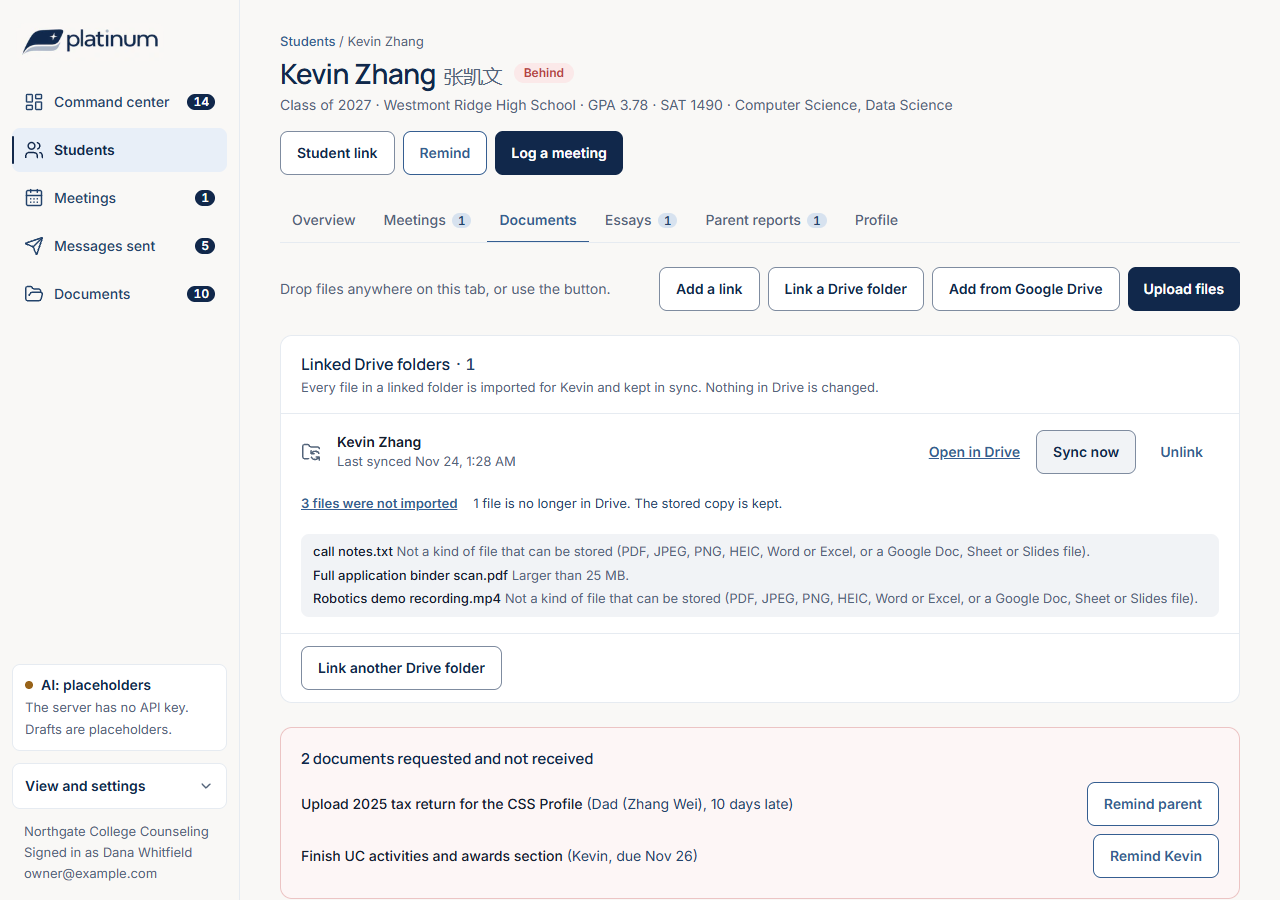 platinum
Command center 14
Students
Meetings 1
Messages sent 5
Documents 10
AI: placeholders
The server has no API key.
Drafts are placeholders.
View and settings
Northgate College Counseling
Signed in as Dana Whitfield
owner@example.com
Students / Kevin Zhang
Kevin Zhang 张凯文 Behind
Class of 2027 · Westmont Ridge High School · GPA 3.78 · SAT 1490 · Computer Science, Data Science
Student link Remind Log a meeting
Overview Meetings 1 Documents Essays 1 Parent reports 1 Profile
Drop files anywhere on this tab, or use the button. Add a link Link a Drive folder Add from Google Drive Upload files
Linked Drive folders · 1
Every file in a linked folder is imported for Kevin and kept in sync. Nothing in Drive is changed.
Kevin Zhang
Last synced Nov 24, 1:28 AM
Open in Drive Sync now Unlink
3 files were not imported 1 file is no longer in Drive. The stored copy is kept.
call notes.txt Not a kind of file that can be stored (PDF, JPEG, PNG, HEIC, Word or Excel, or a Google Doc, Sheet or Slides file).
Full application binder scan.pdf Larger than 25 MB.
Robotics demo recording.mp4 Not a kind of file that can be stored (PDF, JPEG, PNG, HEIC, Word or Excel, or a Google Doc, Sheet or Slides file).
Link another Drive folder
2 documents requested and not received
Upload 2025 tax return for the CSS Profile (Dad (Zhang Wei), 10 days late) Remind parent
Finish UC activities and awards section (Kevin, due Nov 26) Remind Kevin